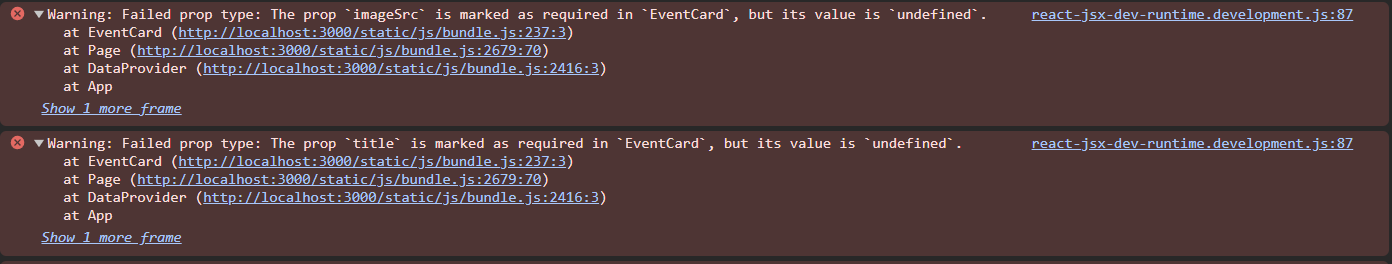 Warning: Failed prop type: The prop `imageSrc` is marked as required in `EventCard`, but its value is `undefined`. react-jsx-dev-runtime.development.js:87
at EventCard (http://localhost:3000/static/js/bundle.js:237:3)
at Page (http://localhost:3000/static/js/bundle.js:2679:70)
at DataProvider (http://localhost:3000/static/js/bundle.js:2416:3)
at App
Show 1 more frame
Warning: Failed prop type: The prop `title` is marked as required in `EventCard`, but its value is `undefined`. react-jsx-dev-runtime.development.js:87
at EventCard (http://localhost:3000/static/js/bundle.js:237:3)
at Page (http://localhost:3000/static/js/bundle.js:2679:70)
at DataProvider (http://localhost:3000/static/js/bundle.js:2416:3)
at App
Show 1 more frame